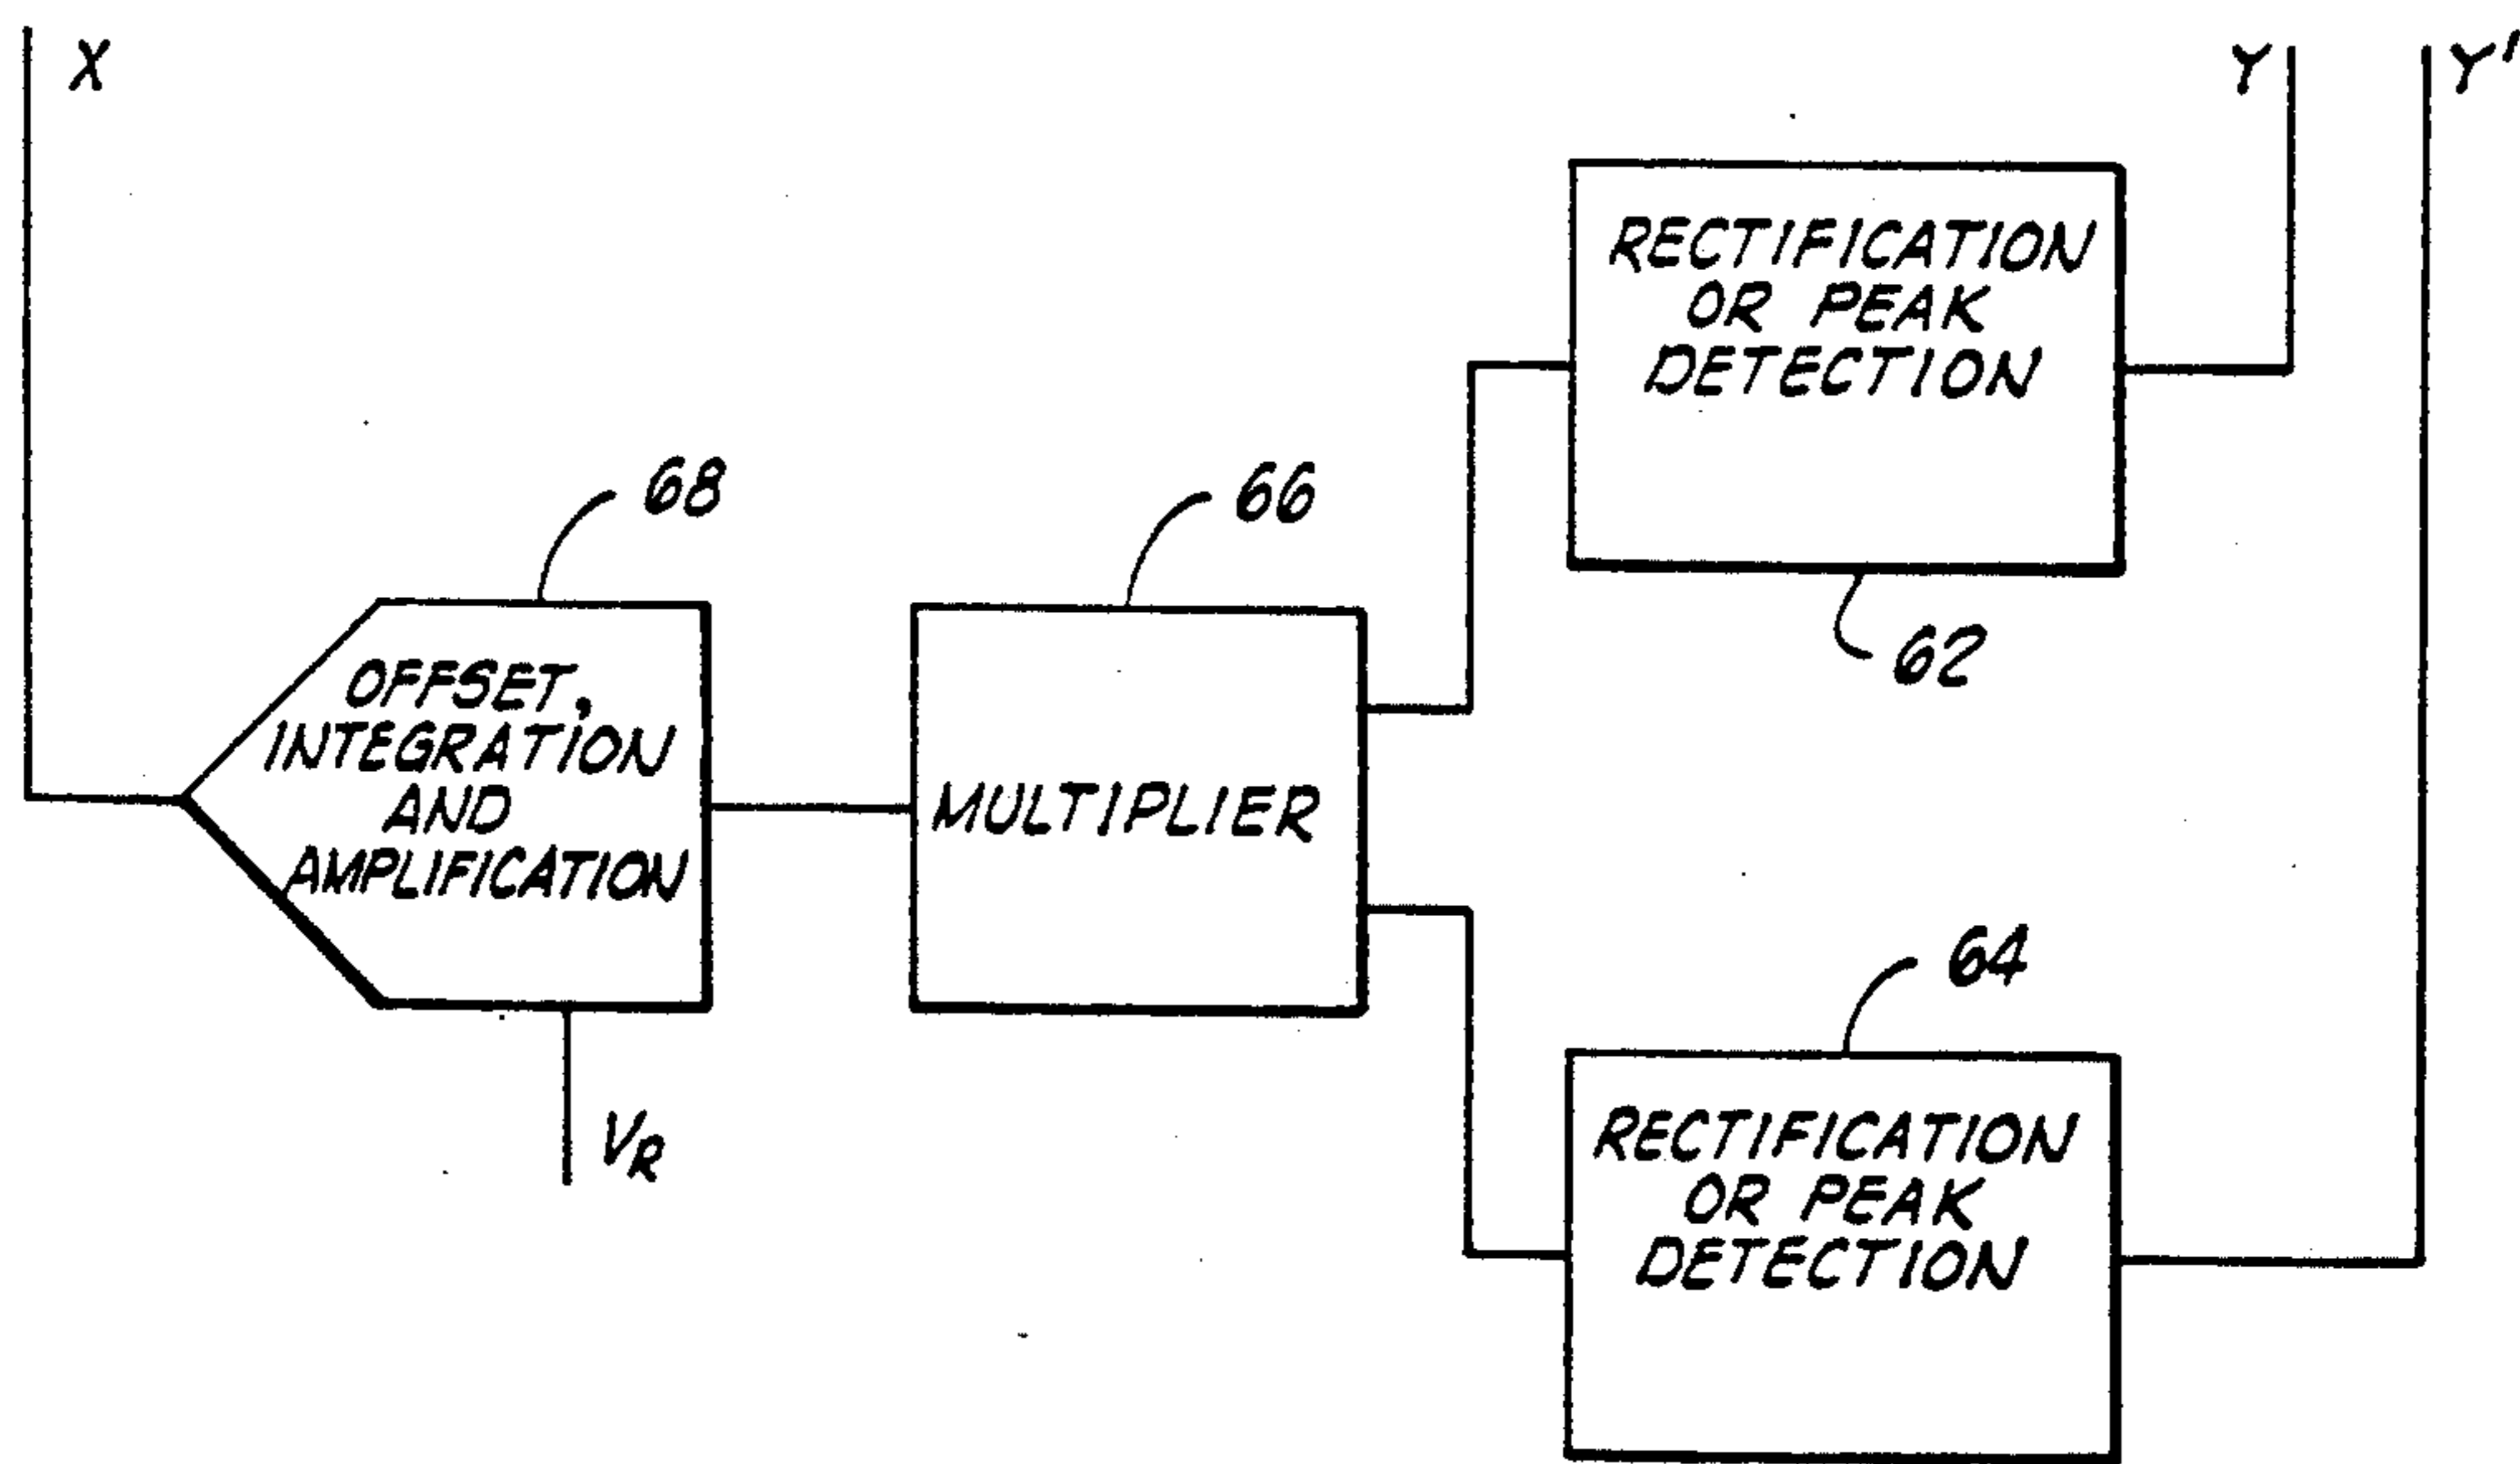 X
Y
Y'
RECTIFICATION
OR PEAK
DETECTION
68
66
62
OFFSET,
INTEGRATION
AND
AMPLIFICATION
MULTIPLIER
64
VR
RECTIFICATION
OR PEAK
DETECTION